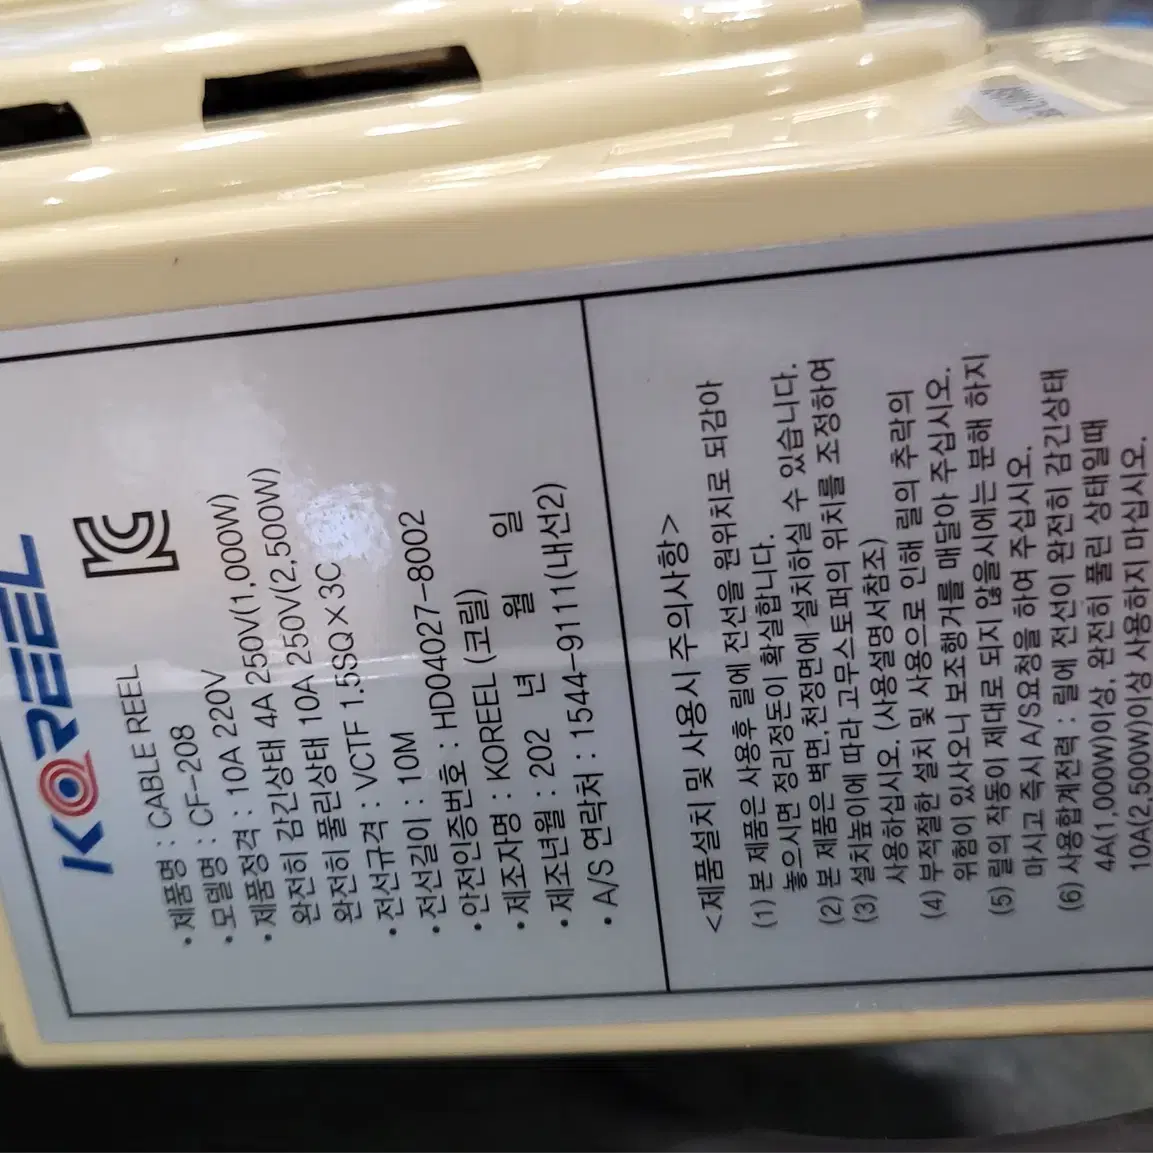 KOREEL
• 제품명 : CABLE REEL
• 모델명 : CF-208
• 제품정격 : 10A 220V
완전히 감긴상태 4A 250V(1,000W)
완전히 풀린상태 10A 250V(2,500W)
• 전선규격 : VCTF 1.5SQ×3C
• 전선길이 : 10M
• 안전인증번호 : HD04027-8002
• 제조자명 : KOREEL (코릴)
• 제조년월 : 202 년 월 일
• A/S 연락처 : 1544-9111(내선2)
<제품설치 및 사용시 주의사항>
(1) 본 제품은 사용후 릴에 전선을 원위치로 되감아
놓으시면 정리정돈이 확실합니다.
(2) 본 제품은 벽면,천정면에 설치하실 수 있습니다.
(3) 설치높이에 따라 고무스토퍼의 위치를 조정하여
사용하십시오. (사용설명서참조)
(4) 부적절한 설치 및 사용으로 인해 릴의 추락의
위험이 있사오니 보조행거를 매달아 주십시오.
(5) 릴의 작동이 제대로 되지 않을시에는 분해 하지
마시고 즉시 A/S요청을 하여 주십시오.
(6) 사용합계전력 : 릴에 전선이 완전히 감긴상태
4A(1,000W)이상, 완전히 풀린 상태일때
10A(2,500W)이상 사용하지 마십시오.